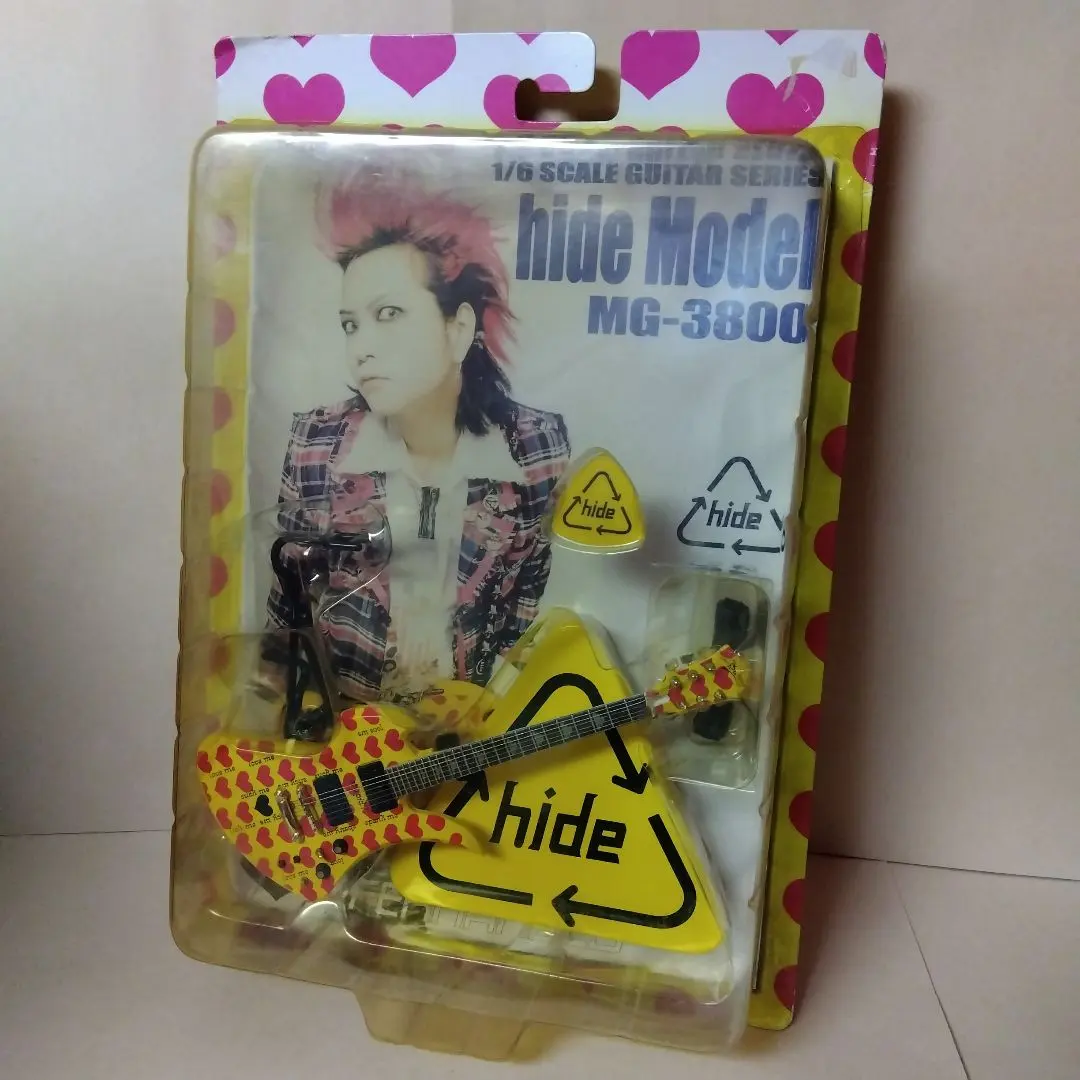 1/6 SCALE GUITAR SERIES
hide Model
MG-3800
hide
hide
hide